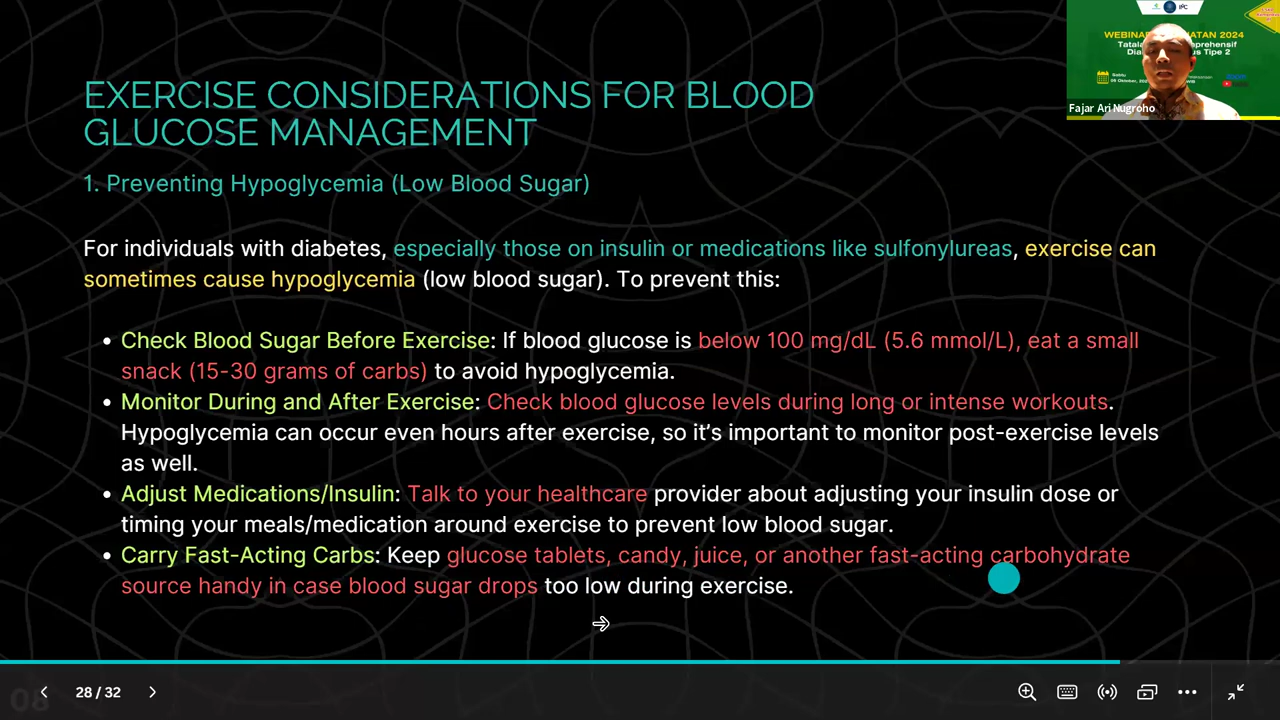 EXERCISE CONSIDERATIONS FOR BLOOD
GLUCOSE MANAGEMENT
1. Preventing Hypoglycemia (Low Blood Sugar)
For individuals with diabetes, especially those on insulin or medications like sulfonylureas, exercise can
sometimes cause hypoglycemia (low blood sugar). To prevent this:
• Check Blood Sugar Before Exercise: If blood glucose is below 100 mg/dL (5.6 mmol/L), eat a small
snack (15-30 grams of carbs) to avoid hypoglycemia.
• Monitor During and After Exercise: Check blood glucose levels during long or intense workouts.
Hypoglycemia can occur even hours after exercise, so it’s important to monitor post-exercise levels
as well.
• Adjust Medications/Insulin: Talk to your healthcare provider about adjusting your insulin dose or
timing your meals/medication around exercise to prevent low blood sugar.
• Carry Fast-Acting Carbs: Keep glucose tablets, candy, juice, or another fast-acting carbohydrate
source handy in case blood sugar drops too low during exercise.
28 / 32
2024
Tipe 2
Sabtu
Fajar Ari Nugroho